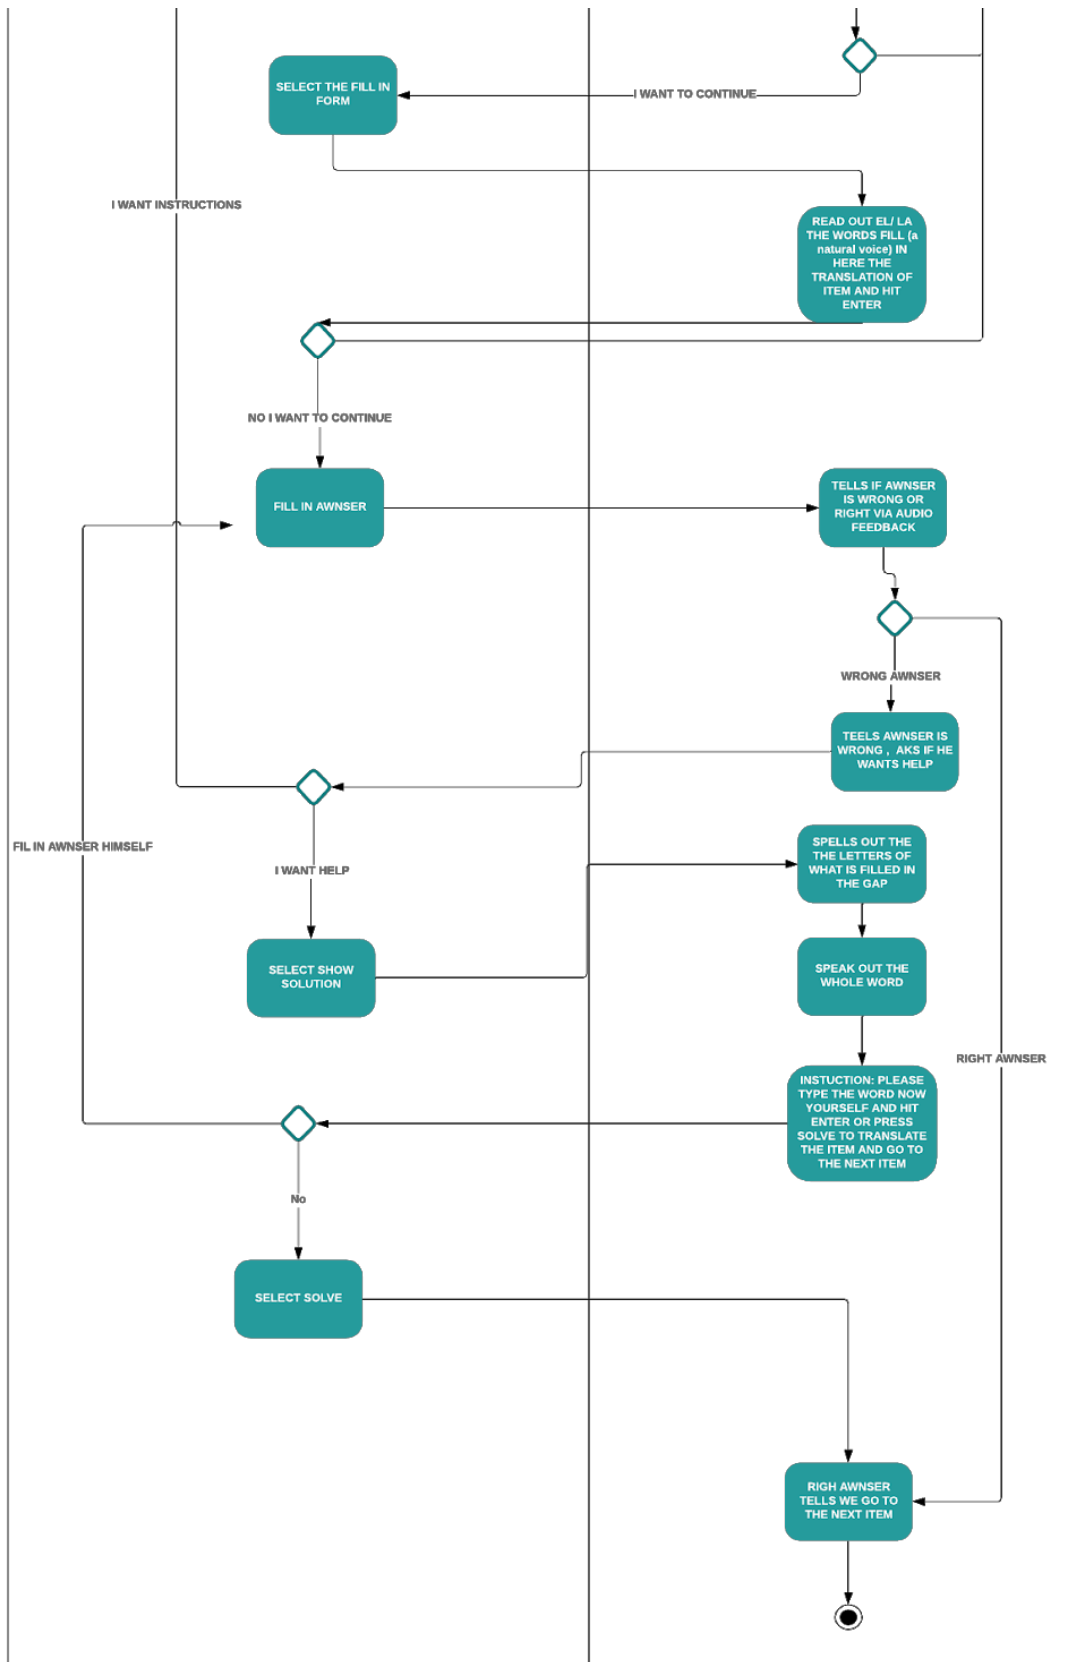 SELECT THE FILL IN
FORM
I WANT TO CONTINUE
I WANT INSTRUCTIONS
READ OUT EL/ LA
THE WORDS FILL (a
natural voice) IN
HERE THE
TRANSLATION OF
ITEM AND HIT
ENTER
NO I WANT TO CONTINUE
FILL IN AWNSER
TELLS IF AWNSER
IS WRONG OR
RIGHT VIA AUDIO
FEEDBACK
WRONG AWNSER
TEELS AWNSER IS
WRONG , AKS IF HE
WANTS HELP
FIL IN AWNSER HIMSELF
I WANT HELP
SPELLS OUT THE
THE LETTERS OF
WHAT IS FILLED IN
THE GAP
SELECT SHOW
SOLUTION
SPEAK OUT THE
WHOLE WORD
RIGHT AWNSER
INSTUCTION: PLEASE
TYPE THE WORD NOW
YOURSELF AND HIT
ENTER OR PRESS
SOLVE TO TRANSLATE
THE ITEM AND GO TO
THE NEXT ITEM
No
SELECT SOLVE
RIGH AWNSER
TELLS WE GO TO
THE NEXT ITEM